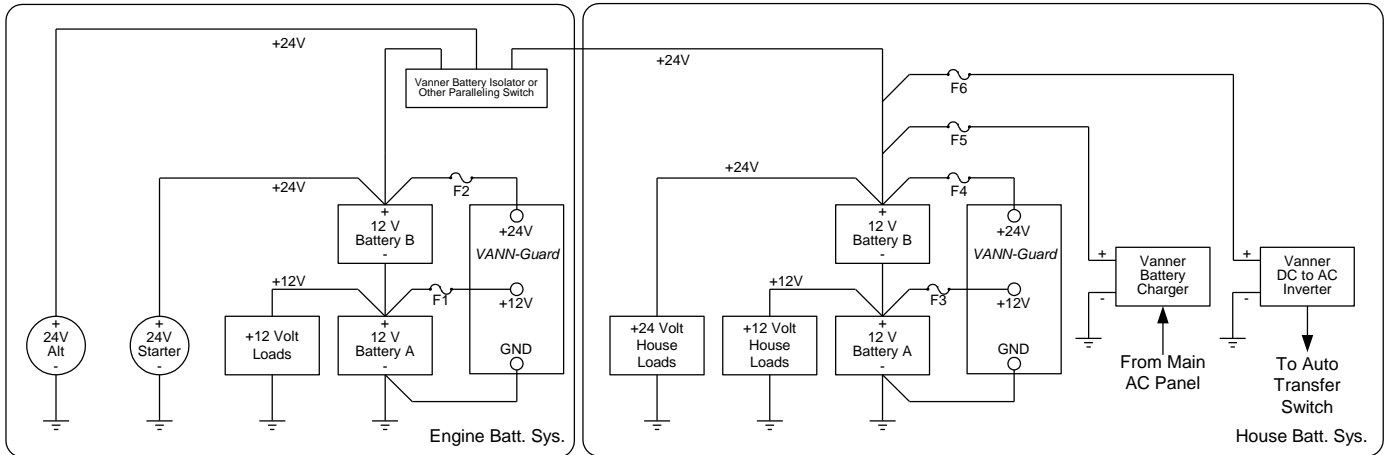 +24V
Vanner Battery Isolator or
Other Paralleling Switch
+24V
F2
+
12 V
Battery B
-
+24V
VANN-Guard
+12V
F1
+12V
+
24V
Alt
-
+
24V
Starter
-
+12 Volt
Loads
+
12 V
Battery A
-
GND
Engine Batt. Sys.
+24V
F6
F5
+24V
F4
+
12 V
Battery B
-
+24V
VANN-Guard
+12V
F3
+12V
+24 Volt
House
Loads
+12 Volt
House
Loads
+
12 V
Battery A
-
GND
+
-
Vanner
Battery
Charger
From Main
AC Panel
+
-
Vanner
DC to AC
Inverter
To Auto
Transfer
Switch
House Batt. Sys.